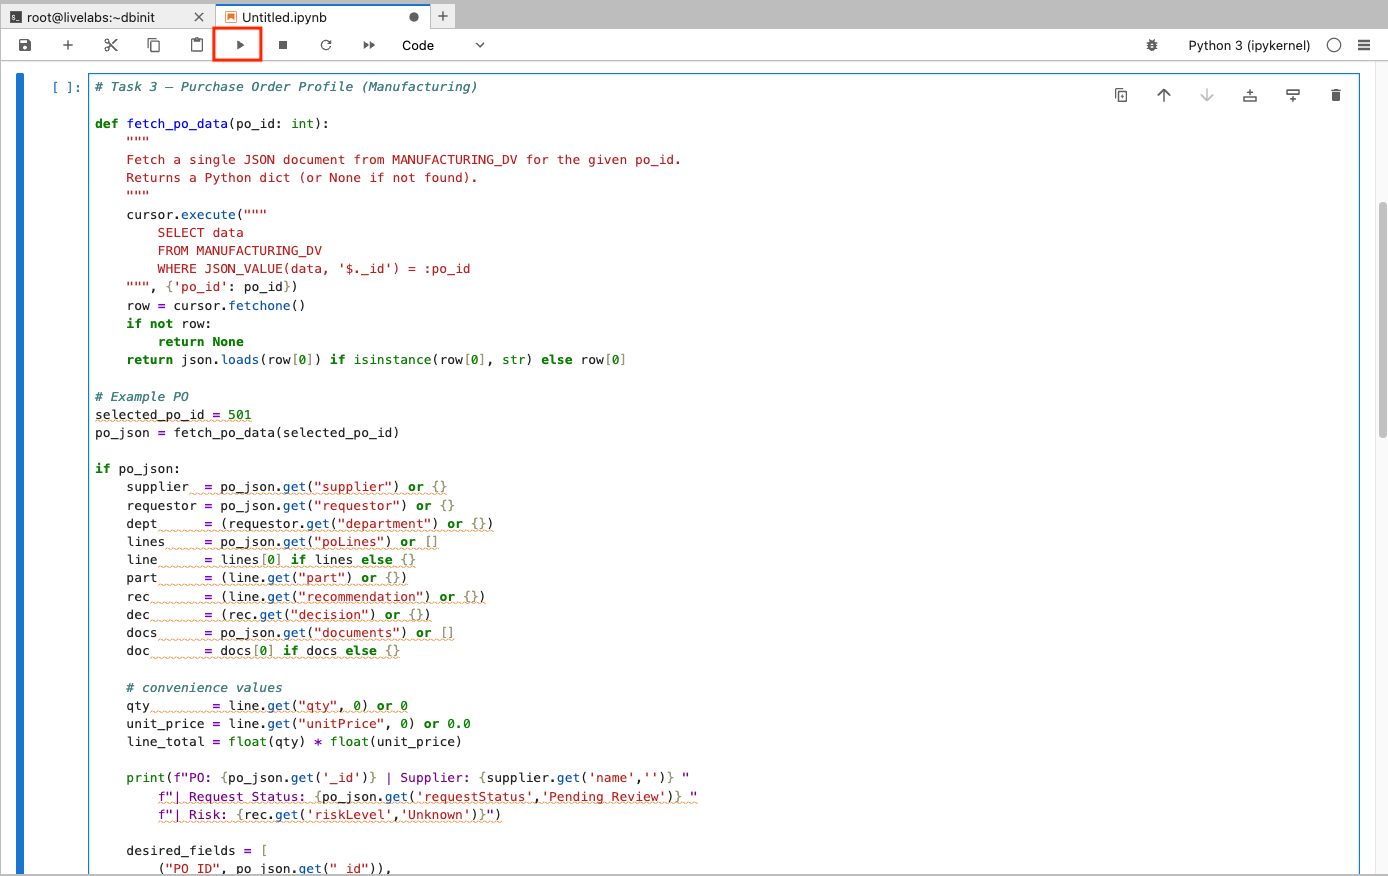 root@livelabs:~dbinit
Untitled.ipynb
Code
Python 3 (ipykernel)
[ ]:
# Task 3 – Purchase Order Profile (Manufacturing)
def fetch_po_data(po_id: int):
"""
Fetch a single JSON document from MANUFACTURING_DV for the given po_id.
Returns a Python dict (or None if not found).
"""
cursor.execute("""
SELECT data
FROM MANUFACTURING_DV
WHERE JSON_VALUE(data, '$._id') = :po_id
""", {'po_id': po_id})
row = cursor.fetchone()
if not row:
return None
return json.loads(row[0]) if isinstance(row[0], str) else row[0]
# Example PO
selected_po_id = 501
po_json = fetch_po_data(selected_po_id)
if po_json:
supplier  = po_json.get("supplier") or {}
requestor = po_json.get("requestor") or {}
dept      = (requestor.get("department") or {})
lines     = po_json.get("poLines") or []
line      = lines[0] if lines else {}
part      = (line.get("part") or {})
rec       = (line.get("recommendation") or {})
dec       = (rec.get("decision") or {})
docs      = po_json.get("documents") or []
doc       = docs[0] if docs else {}
# convenience values
qty        = line.get("qty", 0) or 0
unit_price = line.get("unitPrice", 0) or 0.0
line_total = float(qty) * float(unit_price)
print(f"PO: {po_json.get('_id')} | Supplier: {supplier.get('name','')} "
f"| Request Status: {po_json.get('requestStatus','Pending Review')} "
f"| Risk: {rec.get('riskLevel','Unknown')}")
desired_fields = [
("PO ID", po_json.get("_id")),